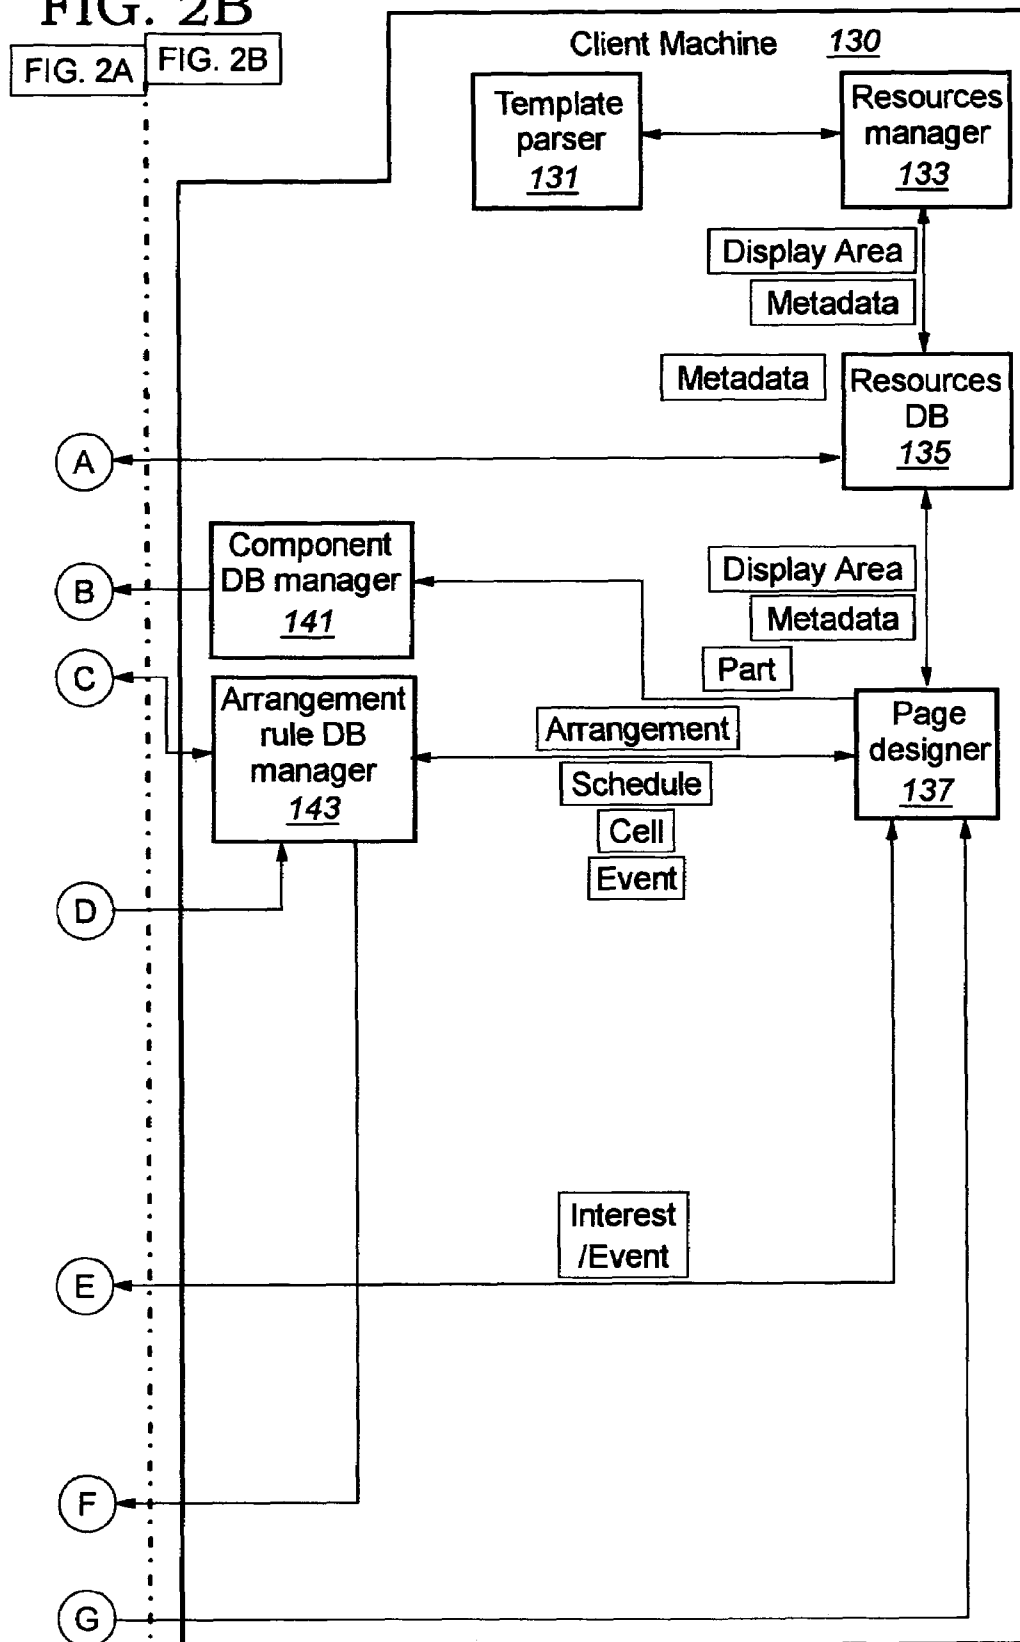 FIG. 2B
FIG. 2A
FIG. 2B
Client Machine 130
Template
parser
131
Resources
manager
133
Display Area
Metadata
Metadata
Resources
DB
135
A
Component
DB manager
141
B
Display Area
Metadata
Part
C
Arrangement
rule DB
manager
143
Arrangement
Schedule
Cell
Event
Page
designer
137
D
Interest
/Event
E
F
G